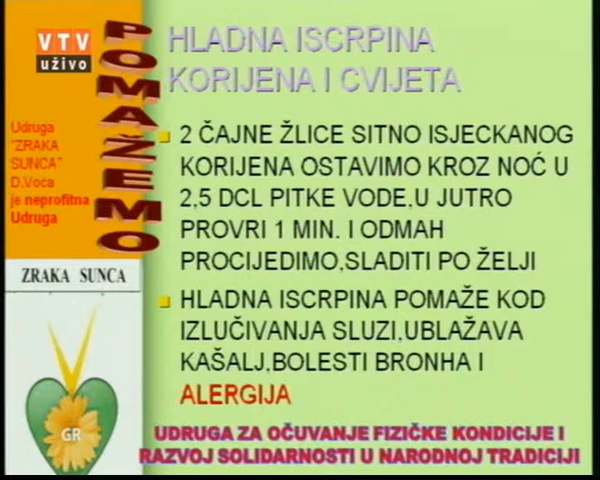 VTV
uživo
POMAŽEMO
Udruga
"ZRAKA
SUNCA"
D.Voća
je neprofitna
Udruga
ZRAKA SUNCA
GR
HLADNA ISCRPINA
KORIJENA I CVIJETA
2 ČAJNE ŽLICE SITNO ISJECKANOG
KORIJENA OSTAVIMO KROZ NOĆ U
2,5 DCL PITKE VODE,U JUTRO
PROVRI 1 MIN. I ODMAH
PROCIJEDIMO,SLADITI PO ŽELJI
HLADNA ISCRPINA POMAŽE KOD
IZLUČIVANJA SLUZI,UBLAŽAVA
KAŠALJ,BOLESTI BRONHA I
ALERGIJA
UDRUGA ZA OČUVANJE FIZIČKE KONDICIJE I
RAZVOJ SOLIDARNOSTI U NARODNOJ TRADICIJI